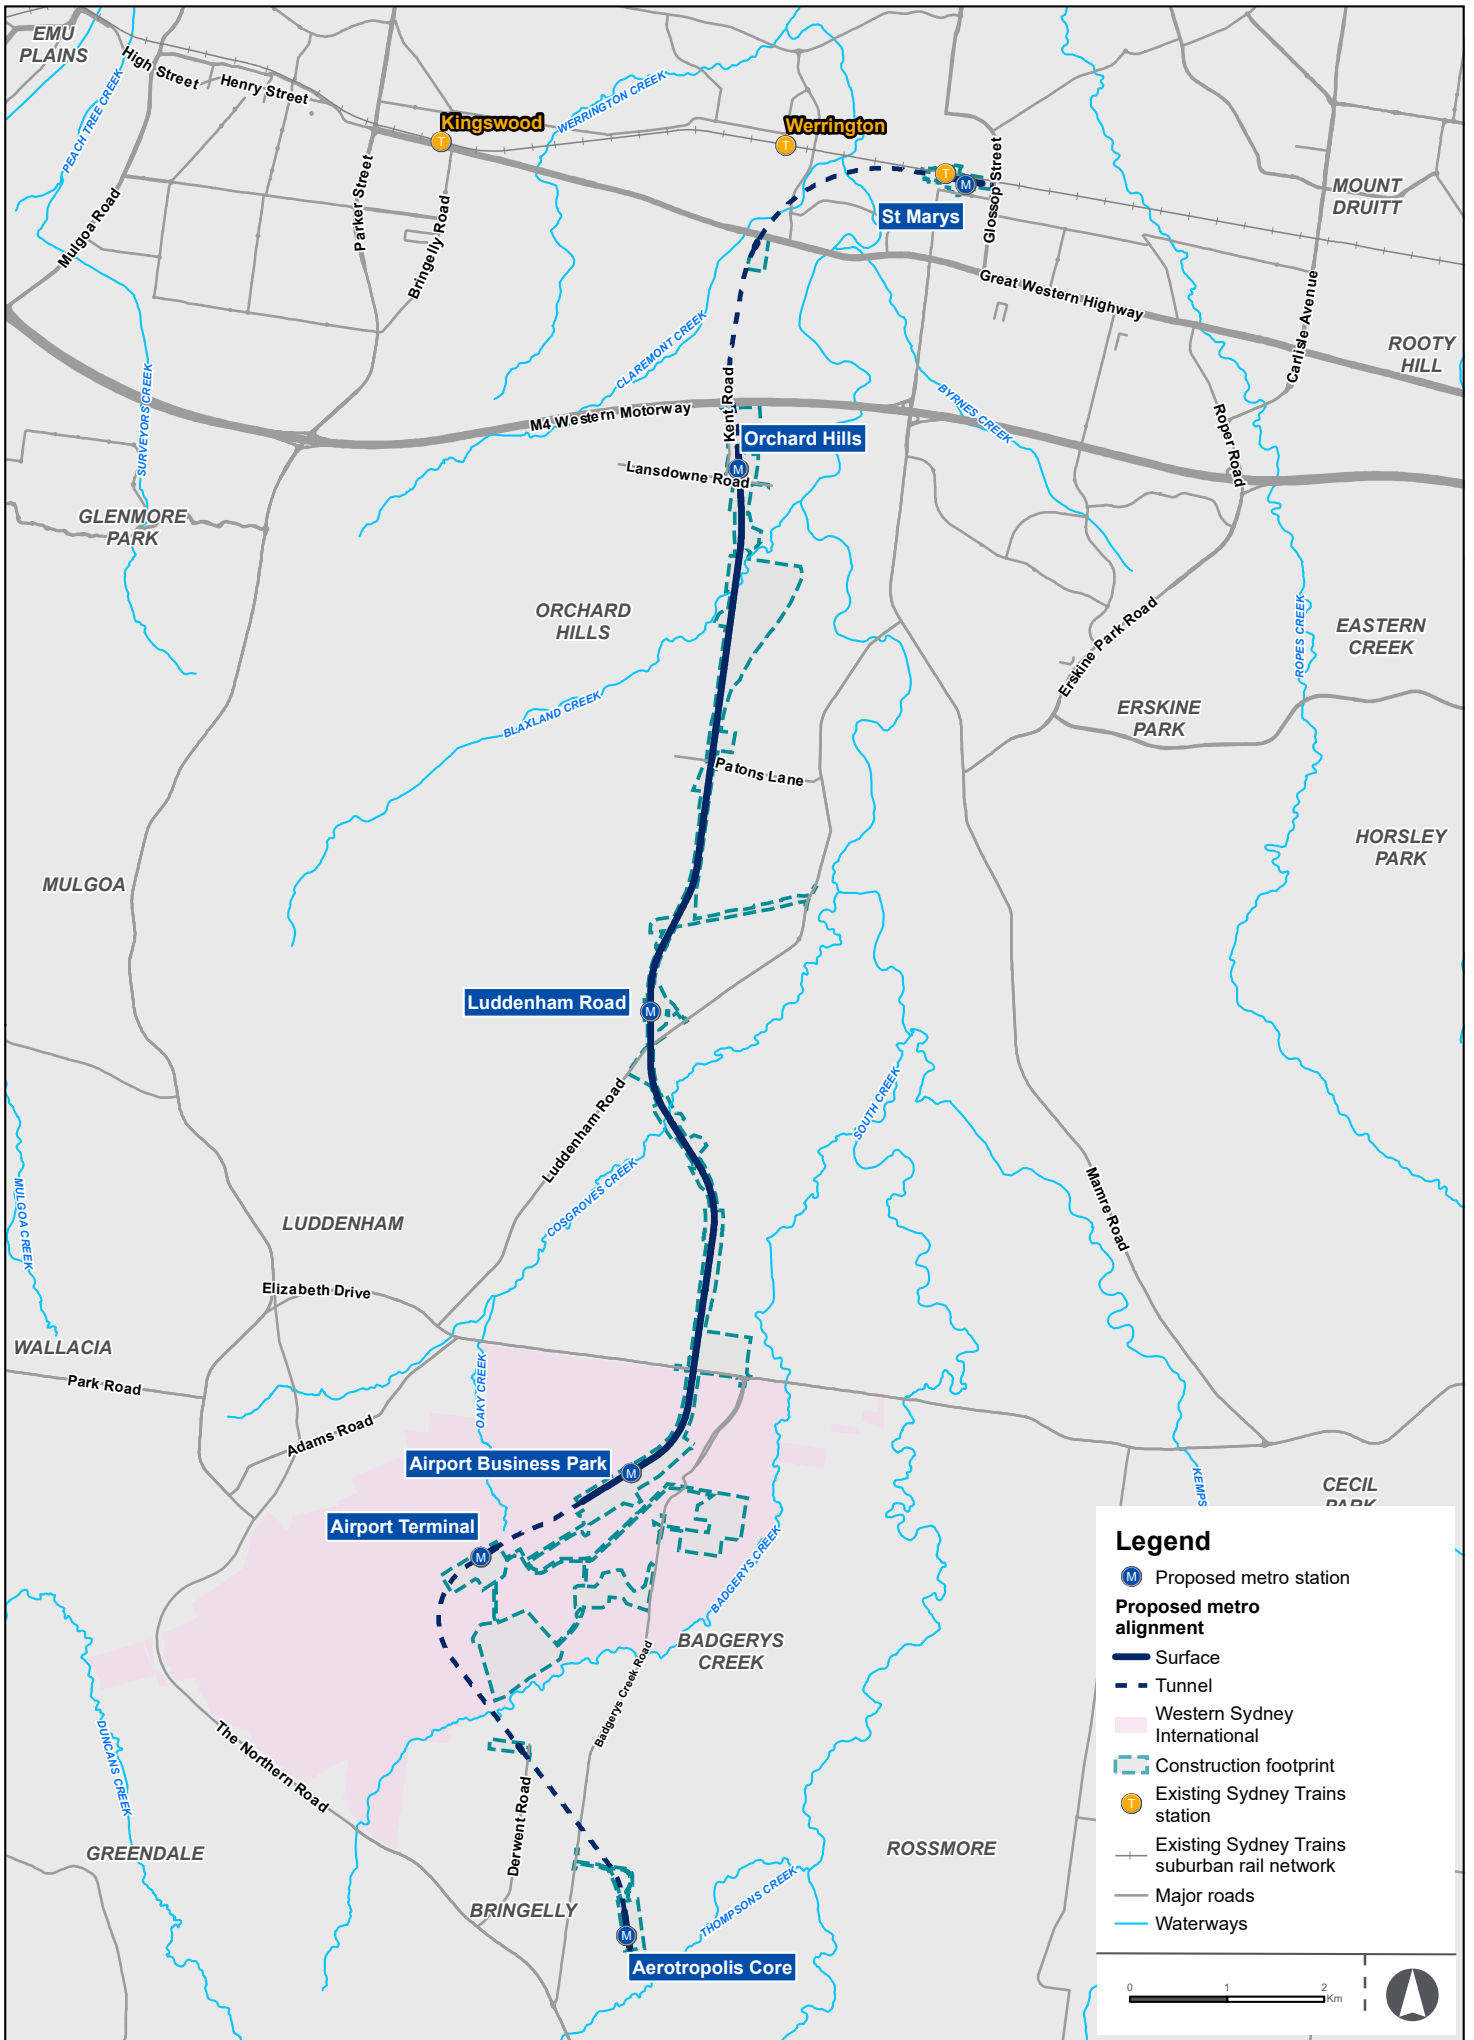 EMU
PLAINS
High Street
Henry Street
PEACH TREE CREEK
Kingswood
WERRINGTON CREEK
Werrington
T
T
T
M
St Marys
Glossop Street
MOUNT
DRUITT
Mulgoa Road
Parker Street
Bringelly Road
Great Western Highway
Carlisle Avenue
ROOTY
HILL
CLAREMONT CREEK
SURVEYORS CREEK
Kent Road
BYRNES CREEK
M4 Western Motorway
Roper Road
Orchard Hills
M
Lansdowne Road
GLENMORE
PARK
ORCHARD
HILLS
Erskine Park Road
ROPES CREEK
EASTERN
CREEK
BLAXLAND CREEK
ERSKINE
PARK
Patons Lane
HORSLEY
PARK
MULGOA
Luddenham Road
M
Luddenham Road
SOUTH CREEK
COSGROVES CREEK
MULGOA CREEK
Mamre Road
LUDDENHAM
Elizabeth Drive
WALLACIA
Park Road
OAKY CREEK
Adams Road
Airport Business Park
M
KEMPS
CECIL
PARK
Airport Terminal
M
BADGERYS CREEK
BADGERYS
CREEK
Badgerys Creek Road
DUNCANS CREEK
The Northern Road
Derwent Road
GREENDALE
ROSSMORE
BRINGELLY
THOMPSONS CREEK
M
Aerotropolis Core
Legend
M
Proposed metro station
Proposed metro
alignment
Surface
Tunnel
Western Sydney
International
Construction footprint
T
Existing Sydney Trains
station
Existing Sydney Trains
suburban rail network
Major roads
Waterways
0 1 2
Km